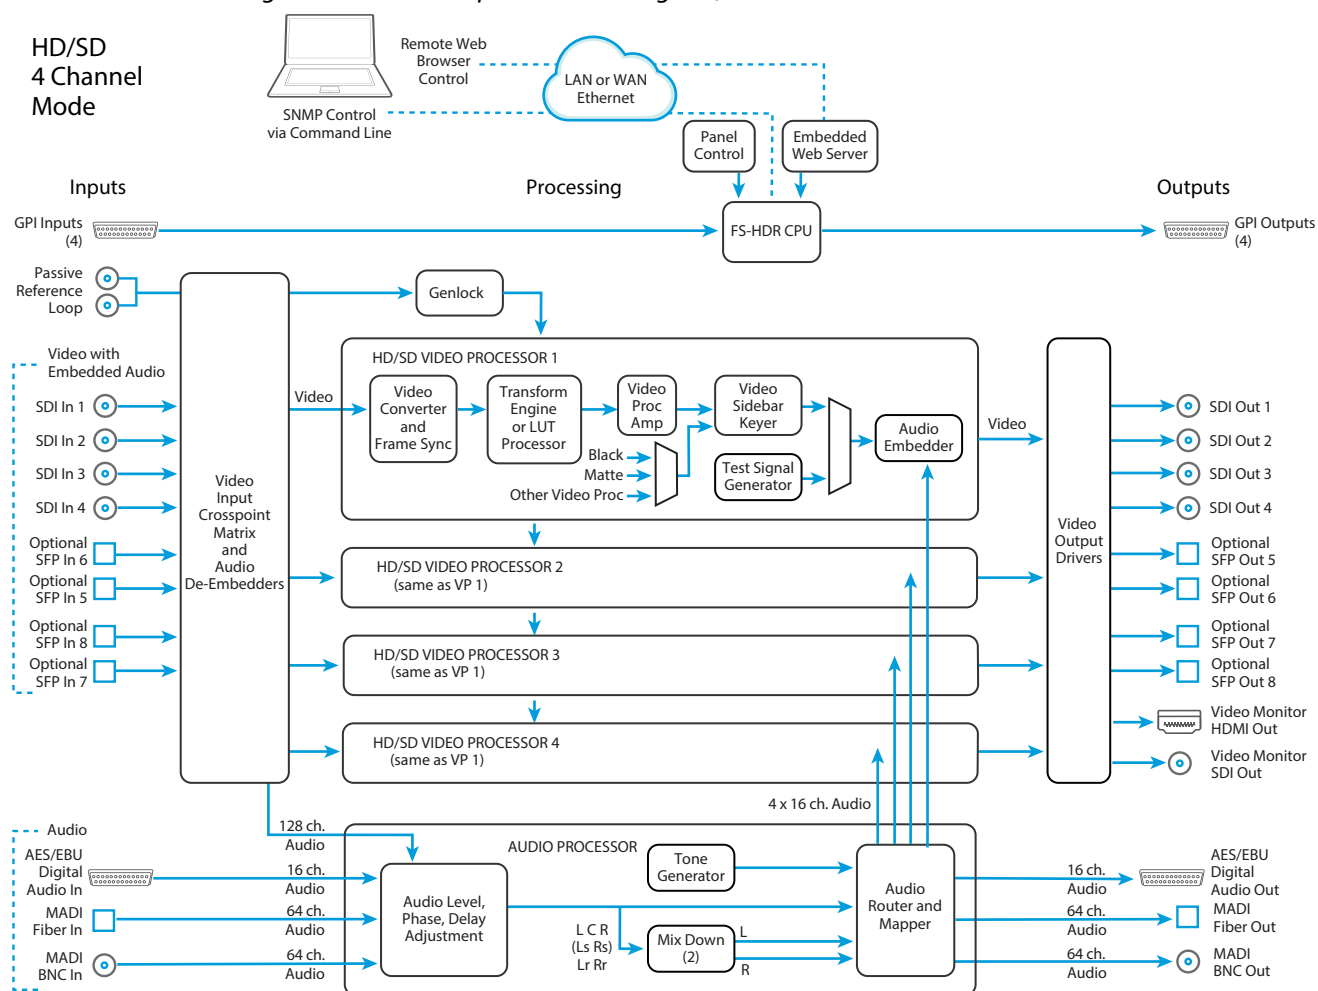 HD/SD
4 Channel
Mode
Remote Web
Browser
Control
SNMP Control
via Command Line
LAN or WAN
Ethernet
Panel
Control
Embedded
Web Server
Inputs
Processing
Outputs
GPI Inputs
(4)
FS-HDR CPU
GPI Outputs
(4)
Passive
Reference
Loop
Genlock
Video with
Embedded Audio
SDI In 1
SDI In 2
SDI In 3
SDI In 4
Optional
SFP In 6
Optional
SFP In 5
Optional
SFP In 8
Optional
SFP In 7
Video
Input
Crosspoint
Matrix
and
Audio
De-Embedders
Video
HD/SD VIDEO PROCESSOR 1
Video
Converter
and
Frame Sync
Transform
Engine
or LUT
Processor
Video
Proc
Amp
Video
Sidebar
Keyer
Black
Matte
Other Video Proc
Test Signal
Generator
Audio
Embedder
Video
HD/SD VIDEO PROCESSOR 2
(same as VP 1)
HD/SD VIDEO PROCESSOR 3
(same as VP 1)
HD/SD VIDEO PROCESSOR 4
(same as VP 1)
Video
Output
Drivers
SDI Out 1
SDI Out 2
SDI Out 3
SDI Out 4
Optional
SFP Out 5
Optional
SFP Out 6
Optional
SFP Out 7
Optional
SFP Out 8
Video Monitor
HDMI Out
Video Monitor
SDI Out
4 x 16 ch. Audio
Audio
AES/EBU
Digital
Audio In
MADI
Fiber In
MADI
BNC In
128 ch.
Audio
16 ch.
Audio
64 ch.
Audio
64 ch.
Audio
AUDIO PROCESSOR
Audio Level,
Phase, Delay
Adjustment
Tone
Generator
L C R
(Ls Rs)
Lr Rr
Mix Down
(2)
L
R
Audio
Router and
Mapper
16 ch.
Audio
64 ch.
Audio
64 ch.
Audio
AES/EBU
Digital
Audio Out
MADI
Fiber Out
MADI
BNC Out